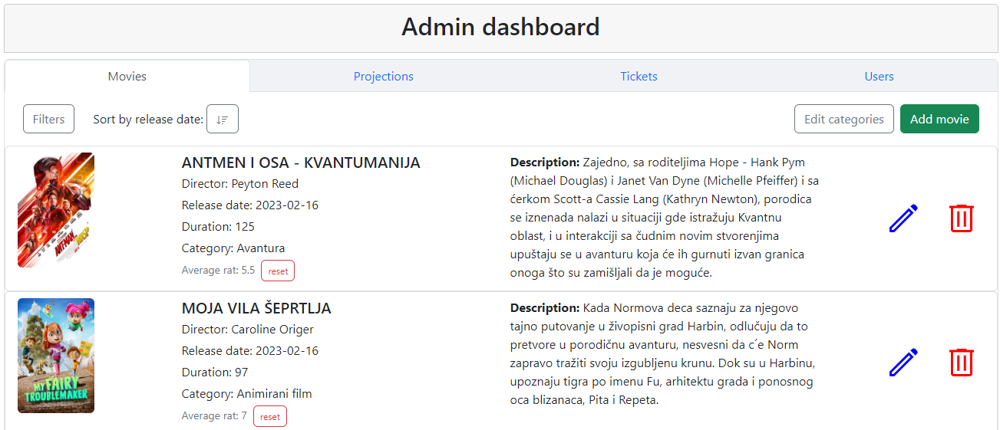 Admin dashboard
Movies
Projections
Tickets
Users
Filters
Sort by release date:
Edit categories
Add movie
ANT-MAN
WASP
ANTMEN I OSA - KVANTUMANIJA
Director: Peyton Reed
Release date: 2023-02-16
Duration: 125
Category: Avantura
Average rat: 5.5
reset
Description: Zajedno, sa roditeljima Hope - Hank Pym
(Michael Douglas) i Janet Van Dyne (Michelle Pfeiffer) i sa
ćerkom Scott-a Cassie Lang (Kathryn Newton), porodica
se iznenada nalazi u situaciji gde istražuju Kvantnu
oblast, i u interakciji sa čudnim novim stvorenjima
upuštaju se u avanturu koja će ih gurnuti izvan granica
onoga što su zamišljali da je moguće.
MY FAIRY
TROUBLEMAKER
MOJA VILA ŠEPRTLJA
Director: Caroline Origer
Release date: 2023-02-16
Duration: 97
Category: Animirani film
Average rat: 7
reset
Description: Kada Normova deca saznaju za njegovo
tajno putovanje u živopisni grad Harbin, odlučuju da to
pretvore u porodičnu avanturu, nesvesni da c´e Norm
zapravo tražiti svoju izgubljenu krunu. Dok su u Harbinu,
upoznaju tigra po imenu Fu, arhitektu grada i ponosnog
oca blizanaca, Pita i Repeta.